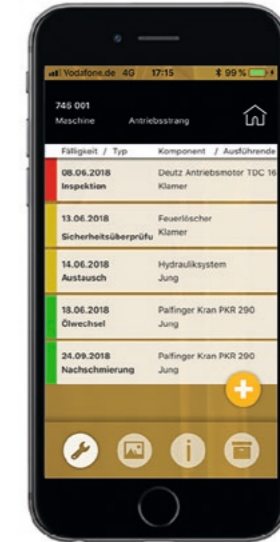 Vodafone.de 4G 17:15 99 %
746 001
Maschine Antriebsstrang
Fälligkeit / Typ Komponent / Ausführende
08.06.2018 Deutz Antriebsmotor TDC 16
Inspektion Klamer
13.06.2018 Feuerlöscher
Sicherheitsüberprüfu Klamer
14.06.2018 Hydrauliksystem
Austausch Jung
18.06.2018 Palfinger Kran PKR 290
Ölwechsel Jung
24.09.2018 Palfinger Kran PKR 290
Nachschmierung Jung